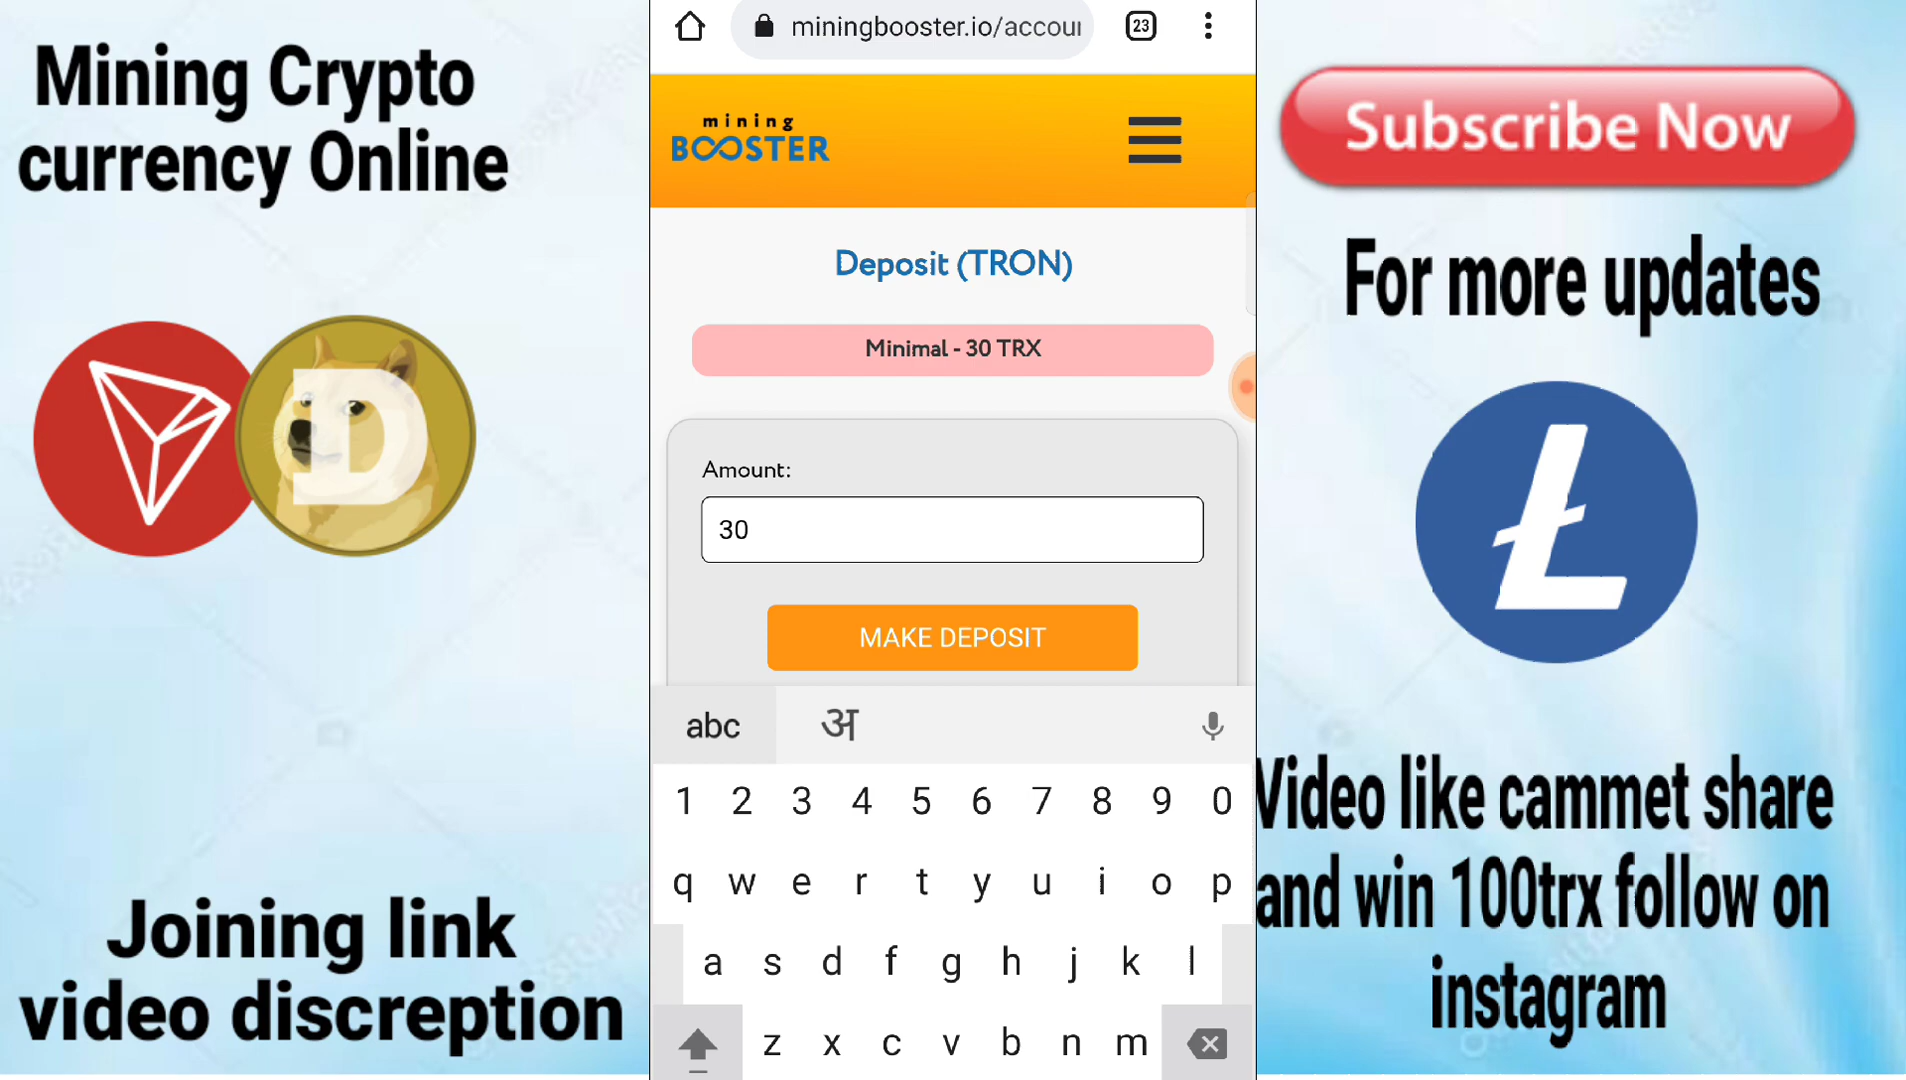 Mining Crypto
currency Online
Joining link
video discreption
23
miningbooster.io/accour
mining
BOOSTER
Deposit (TRON)
Minimal - 30 TRX
Amount:
30
MAKE DEPOSIT
abc
अ
1 2 3 4 5 6 7 8 9 0
q w e r t y u i o p
a s d f g h j k l
z x c v b n m
Subscribe Now
For more updates
Video like cammet share
and win 100trx follow on
instagram